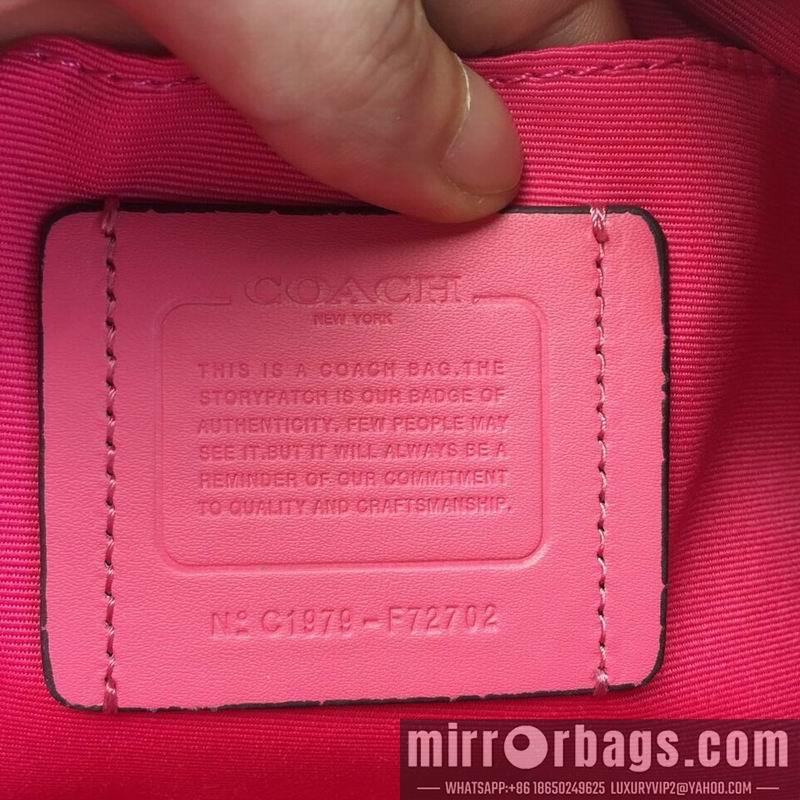 COACH
NEW YORK
THIS IS A COACH BAG.THE
STORYPATCH IS OUR BADGE OF
AUTHENTICITY. FEW PEOPLE MAY
SEE IT.BUT IT WILL ALWAYS BE A
REMINDER OF OUR COMMITMENT
TO QUALITY AND CRAFTSMANSHIP.
Nº C1979-F72702
mirrorbags.com
WHATSAPP:+86 18650249625 LUXURYVIP2@YAHOO.COM